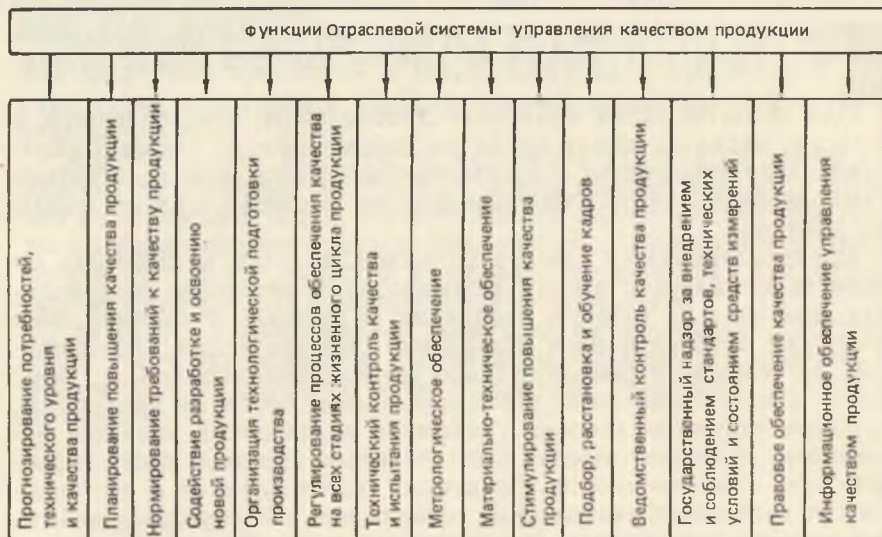 Функции Отраслевой системы управления качеством продукции
Прогнозирование потребностей,
технического уровня
и качества продукции
Планирование повышения качества продукции
Нормирование требований к качеству продукции
Содействие разработке и освоению
новой продукции
Организация технологической подготовки
производства
Регулирование процессов обеспечения качества
на всех стадиях жизненного цикла продукции
Технический контроль качества
и испытания продукции
Метрологическое обеспечение
Материально-техническое обеспечение
Стимулирование повышения качества
продукции
Подбор, расстановка и обучение кадров
Ведомственный контроль качества продукции
Государственный надзор за внедрением
и соблюдением стандартов, технических
условий и состоянием средств измерений
Правовое обеспечение качества продукции
Информационное обеспечение управления
качеством продукции